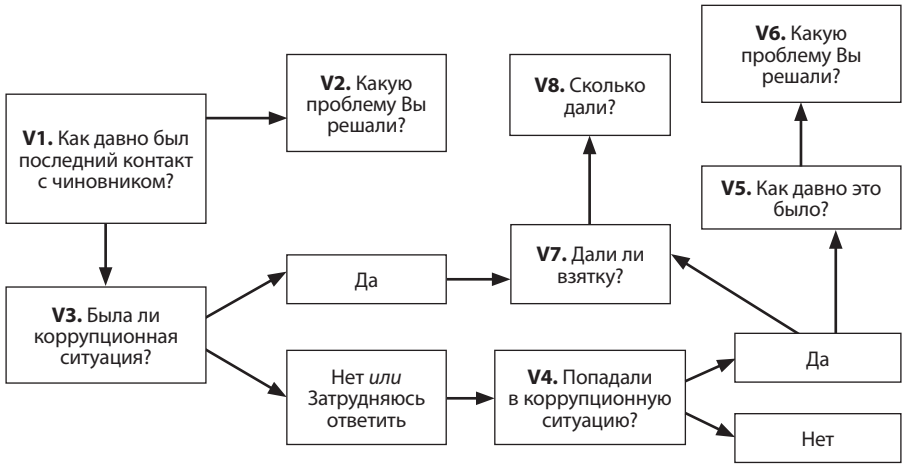 V1. Как давно был
последний контакт
с чиновником?
V2. Какую
проблему Вы
решали?
V8. Сколько
дали?
V6. Какую
проблему Вы
решали?
V5. Как давно это
было?
V7. Дали ли
взятку?
Да
V3. Была ли
коррупционная
ситуация?
Нет или
Затрудняюсь
ответить
V4. Попадали
в коррупционную
ситуацию?
Да
Нет